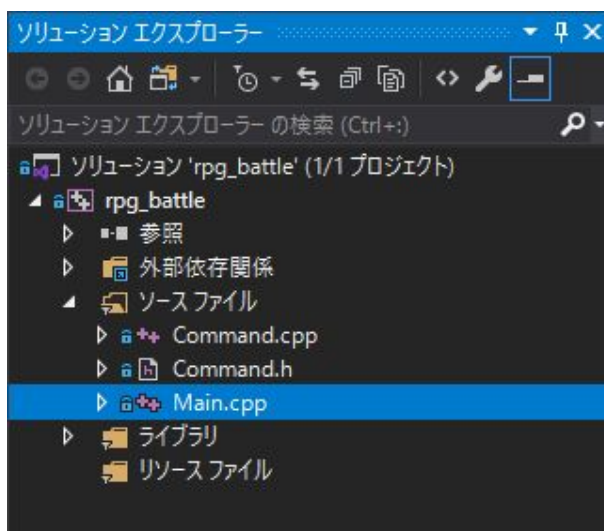 ソリューション エクスプローラー
ソリューション エクスプローラー の検索 (Ctrl+:)
ソリューション 'rpg_battle' (1/1 プロジェクト)
rpg_battle
参照
外部依存関係
ソース ファイル
Command.cpp
Command.h
Main.cpp
ライブラリ
リソース ファイル